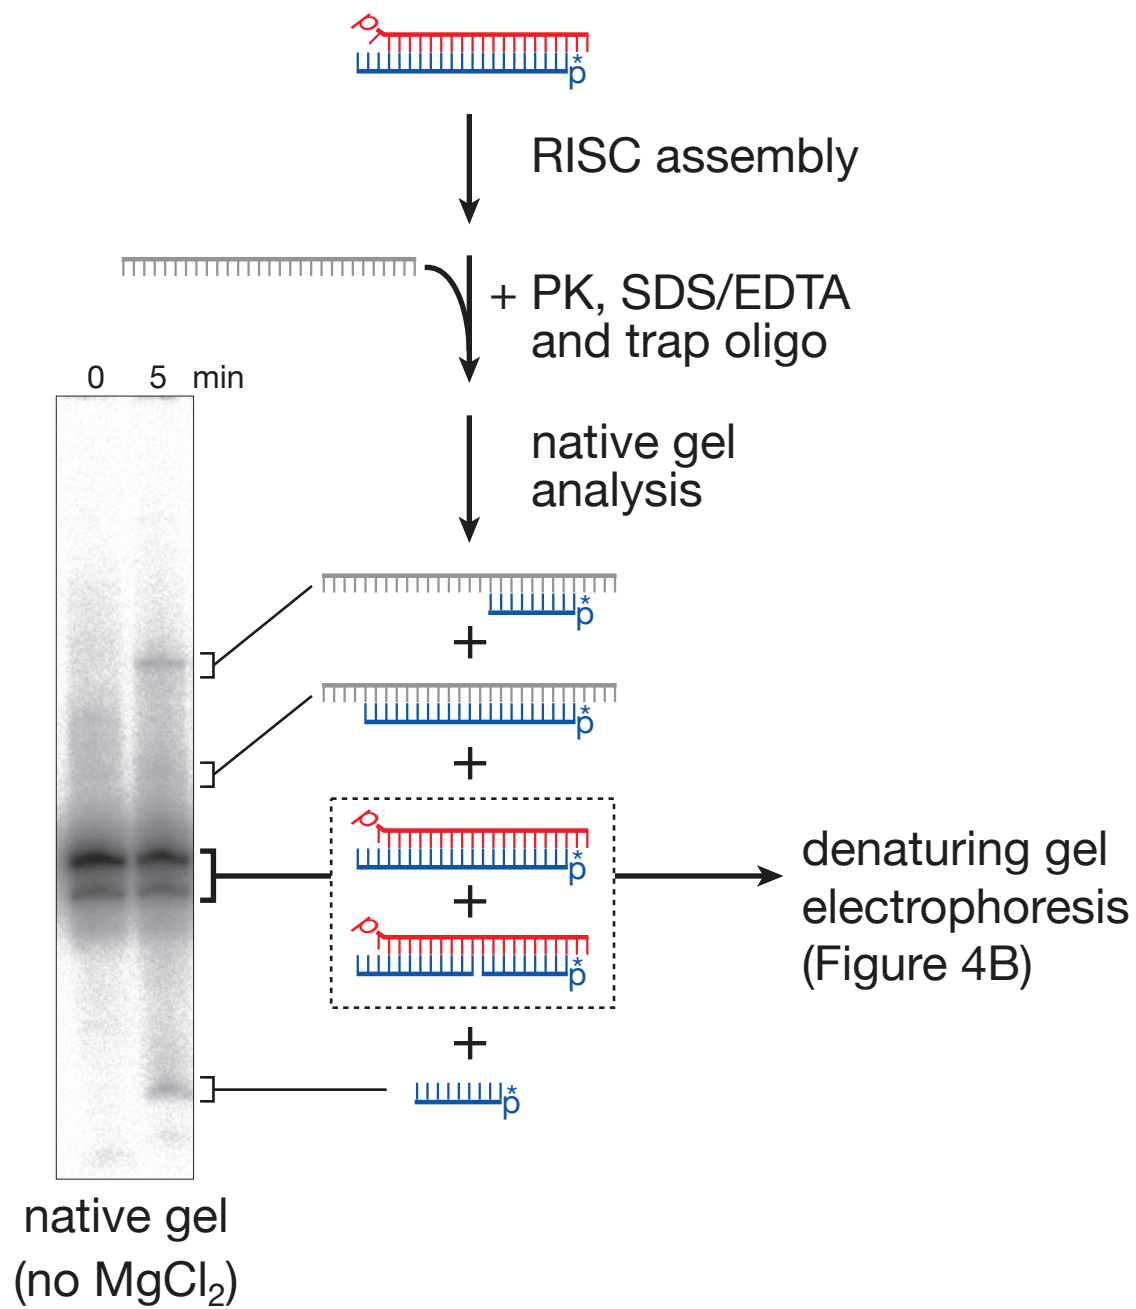 p
p*
RISC assembly
+ PK, SDS/EDTA
and trap oligo
0 5 min
native gel
analysis
p*
+
p*
+
p
p*
+
p
p*
denaturing gel
electrophoresis
(Figure 4B)
+
p*
native gel
(no MgCl₂)